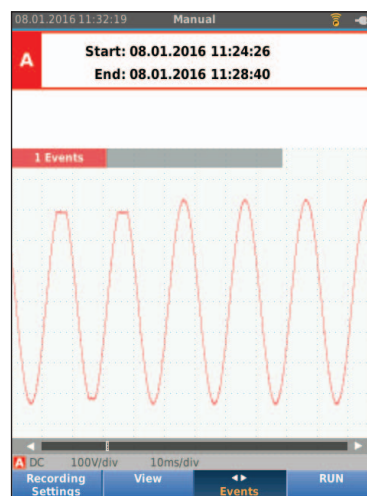 08.01.2016 11:32:19 Manual
A
Start: 08.01.2016 11:24:26
End: 08.01.2016 11:28:40
1 Events
A DC 100V/div 10ms/div
Recording Settings View Events RUN